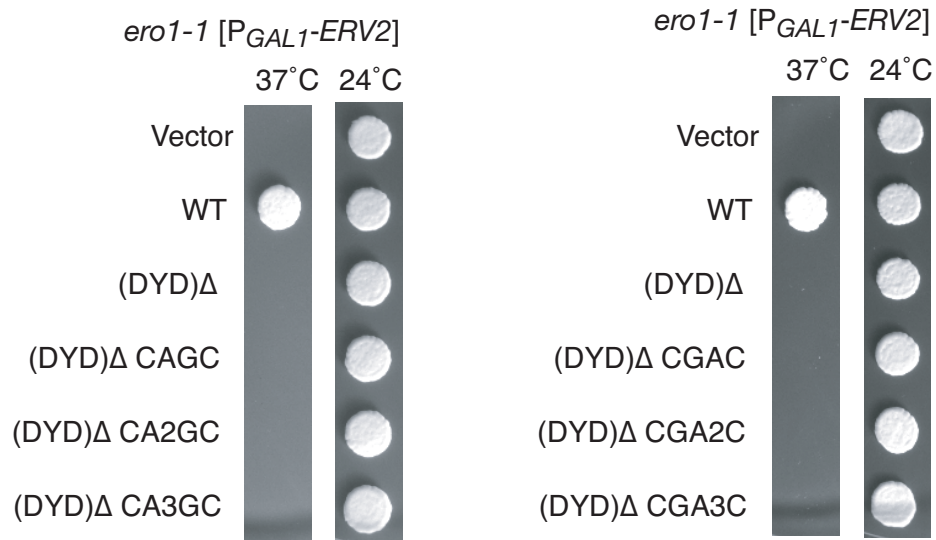 ero1-1 [PGAL1-ERV2]
37˚C 24˚C
Vector
WT
(DYD)Δ
(DYD)Δ CAGC
(DYD)Δ CA2GC
(DYD)Δ CA3GC
ero1-1 [PGAL1-ERV2]
37˚C 24˚C
Vector
WT
(DYD)Δ
(DYD)Δ CGAC
(DYD)Δ CGA2C
(DYD)Δ CGA3C